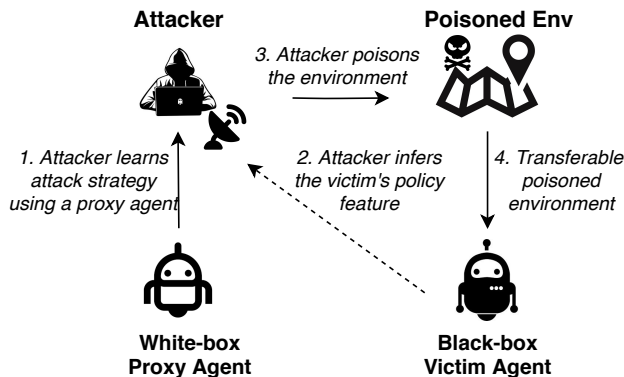 Attacker
Poisoned Env
3. Attacker poisons
the environment
1. Attacker learns
attack strategy
using a proxy agent
2. Attacker infers
the victim's policy
feature
4. Transferable
poisoned
environment
White-box
Proxy Agent
Black-box
Victim Agent